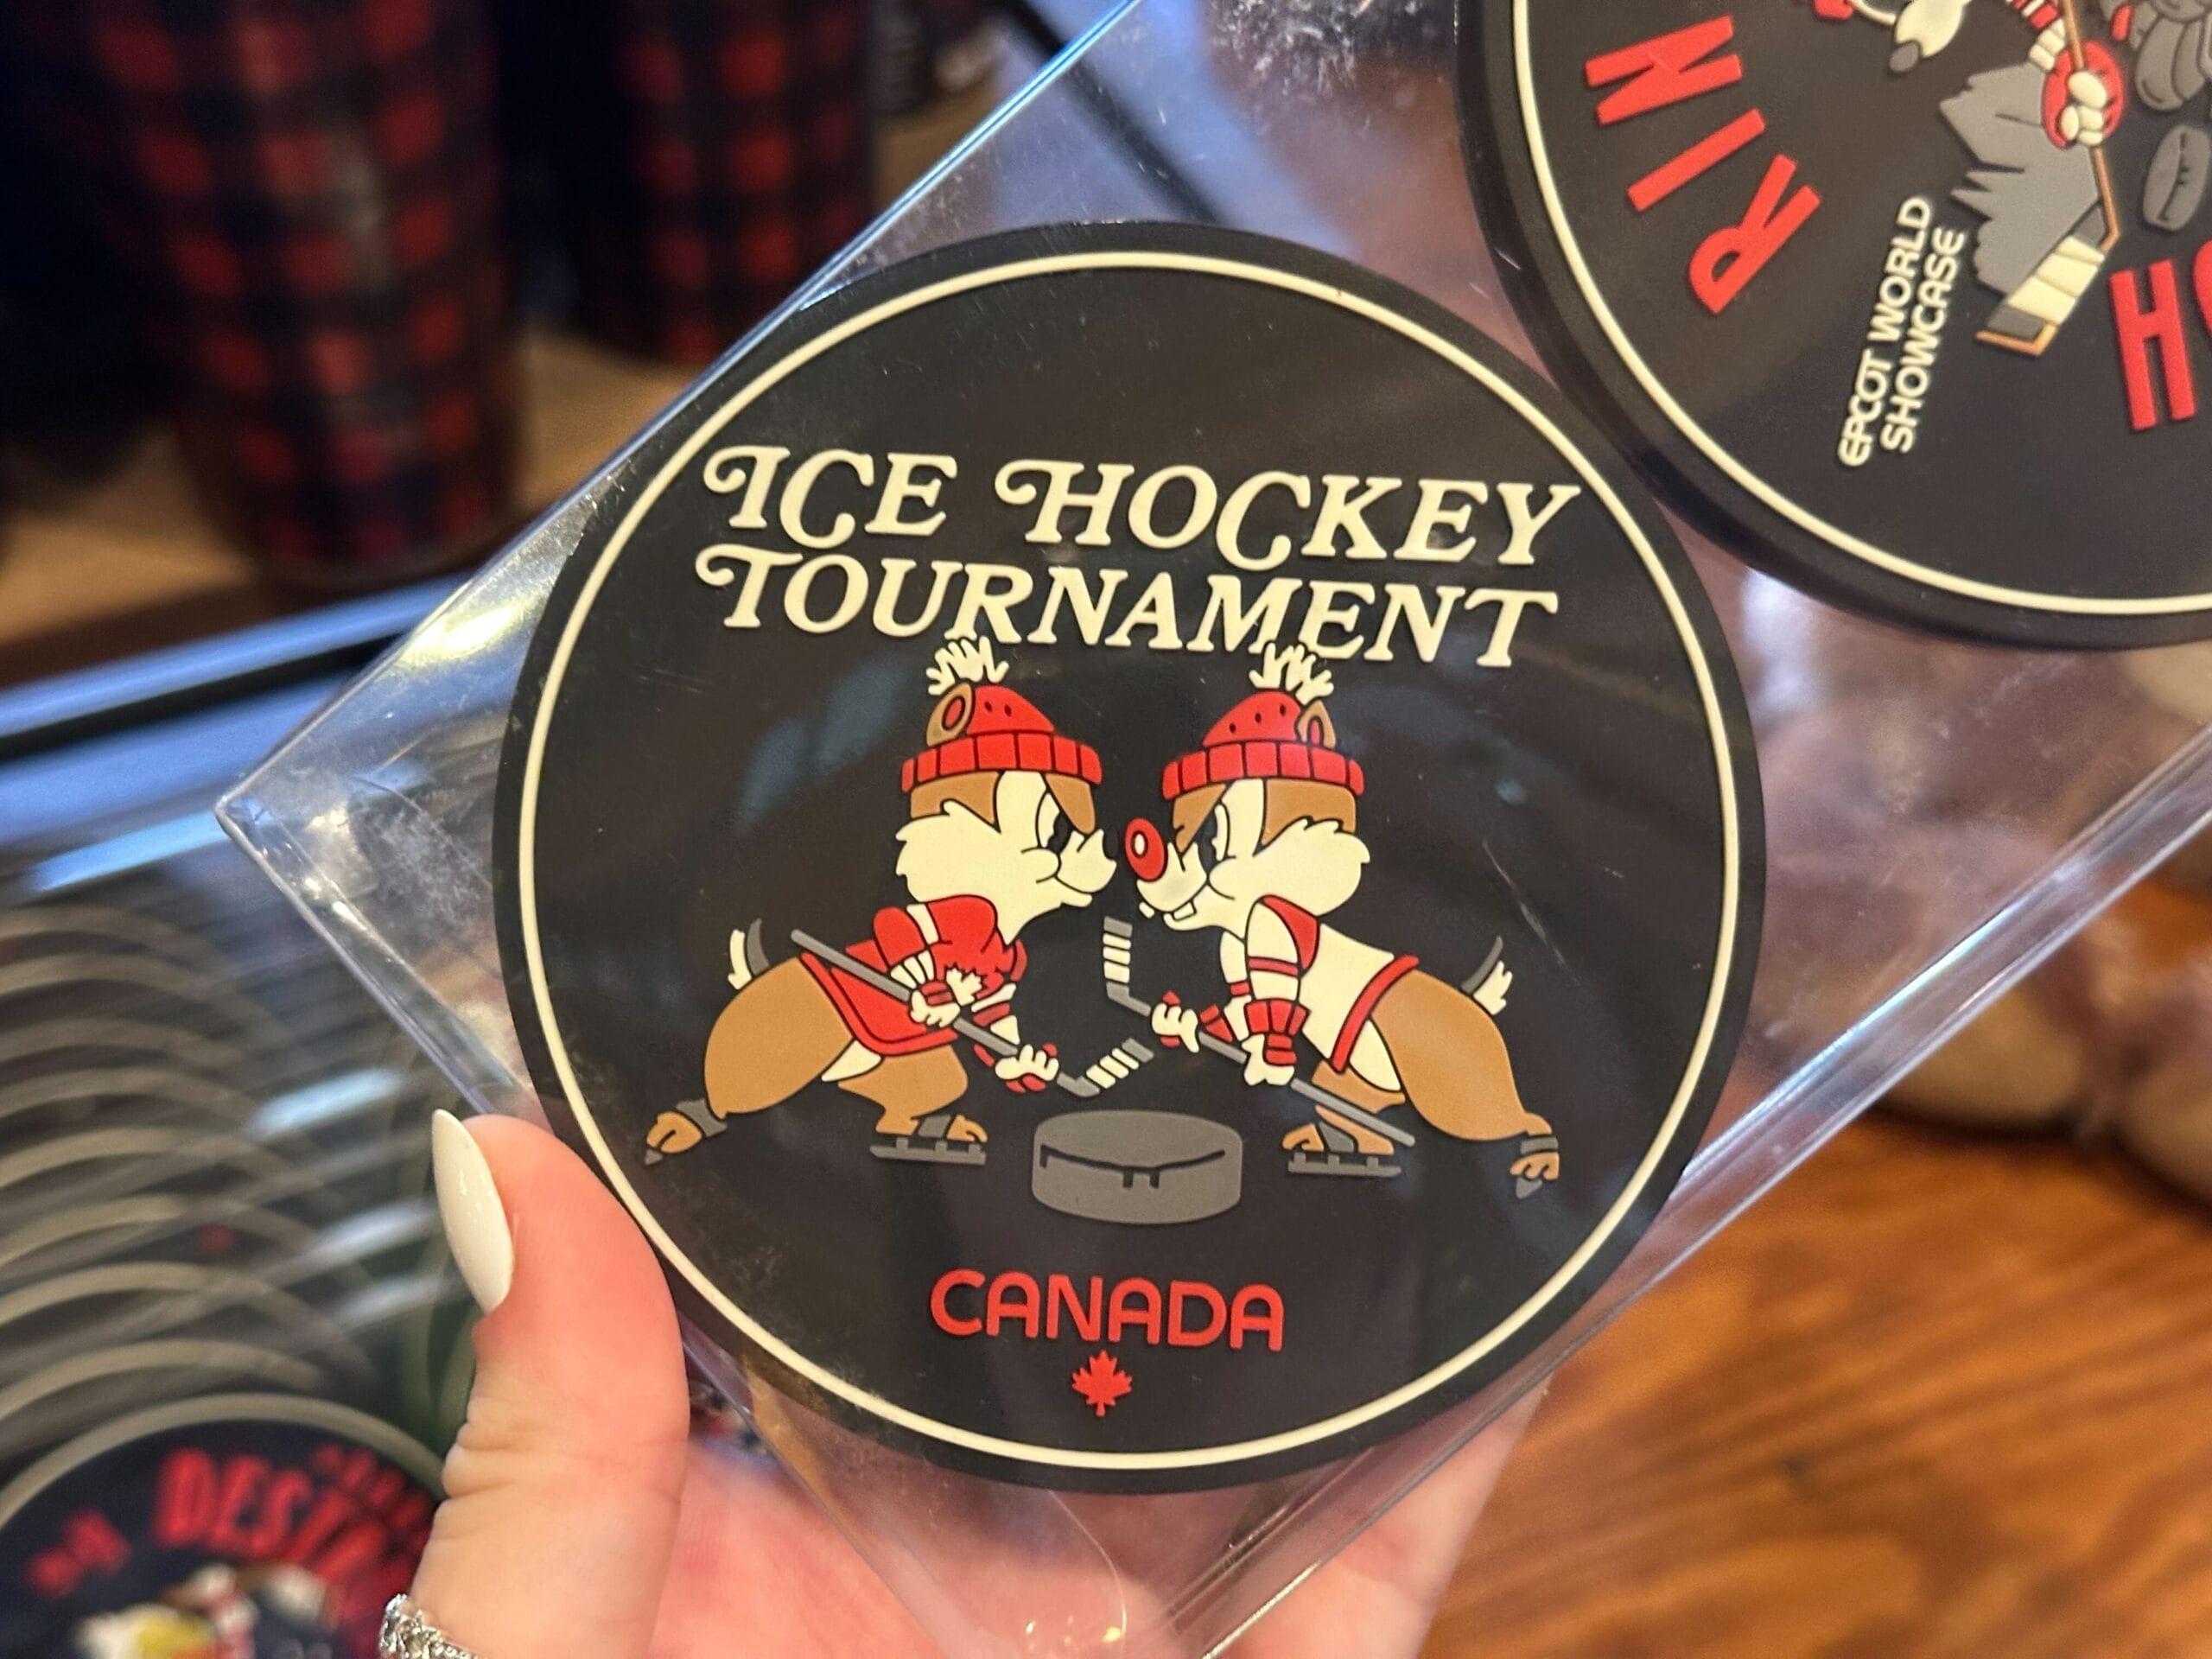 ICE HOCKEY
TOURNAMENT
CANADA
EPCOT WORLD
SHOWCASE